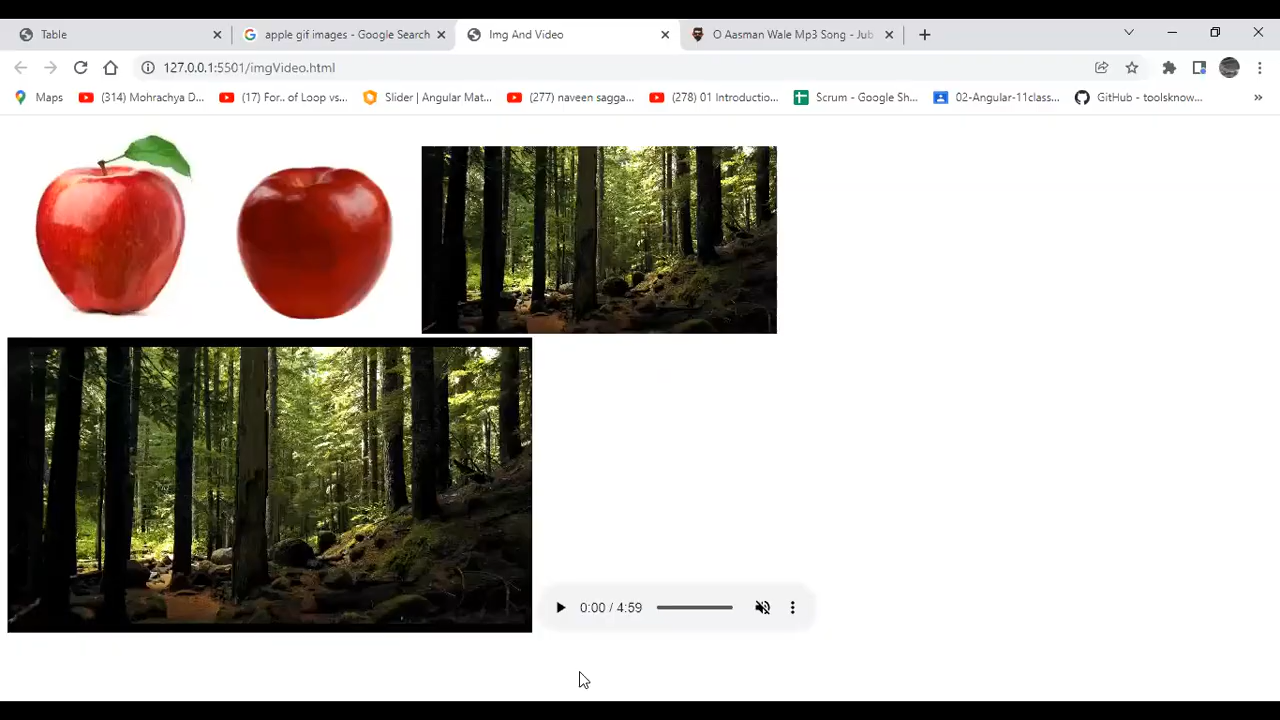 Table
apple gif images - Google Search
Img And Video
O Aasman Wale Mp3 Song - Jub
127.0.0.1:5501/imgVideo.html
Maps
(314) Mohrachya D...
(17) For.. of Loop vs...
Slider | Angular Mat...
(277) naveen sagga...
(278) 01 Introductio...
Scrum - Google Sh...
02-Angular-11class...
GitHub - toolsknow...
0:00 / 4:59